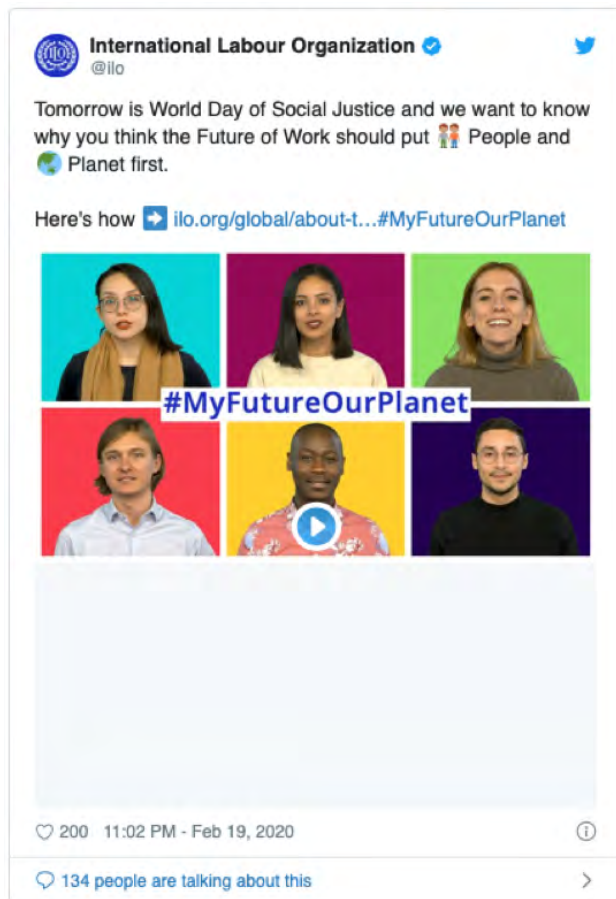 International Labour Organization
@ilo
Tomorrow is World Day of Social Justice and we want to know
why you think the Future of Work should put 🧑‍🤝‍🧑 People and
🌏 Planet first.
Here's how ➡️ ilo.org/global/about-t…#MyFutureOurPlanet
#MyFutureOurPlanet
200 11:02 PM - Feb 19, 2020
134 people are talking about this